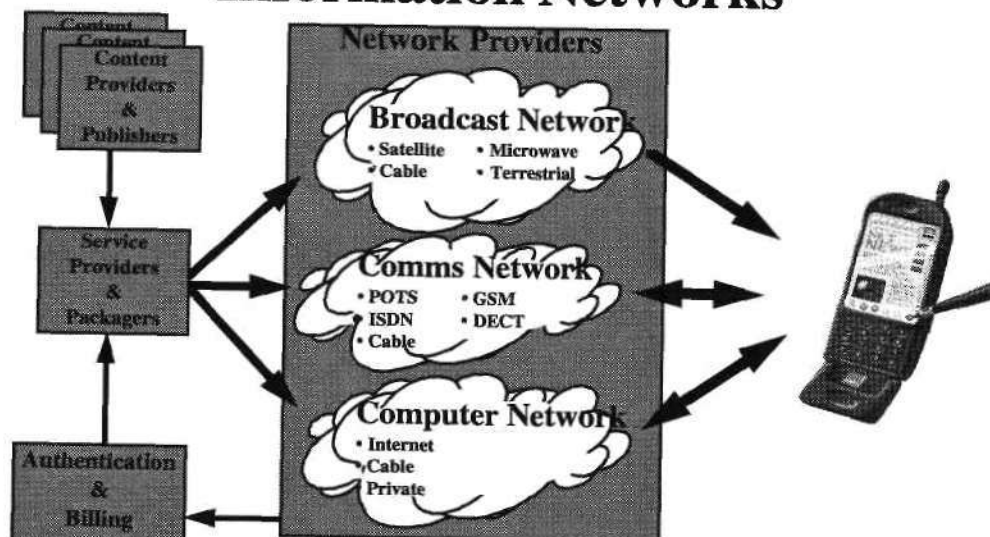 Information Networks
Content
Content
Content
Providers
&
Publishers
Service
Providers
&
Packagers
Authentication
&
Billing
Network Providers
Broadcast Network
• Satellite • Microwave
• Cable • Terrestrial
Comms Network
• POTS • GSM
• ISDN • DECT
• Cable
Computer Network
• Internet
• Cable
• Private